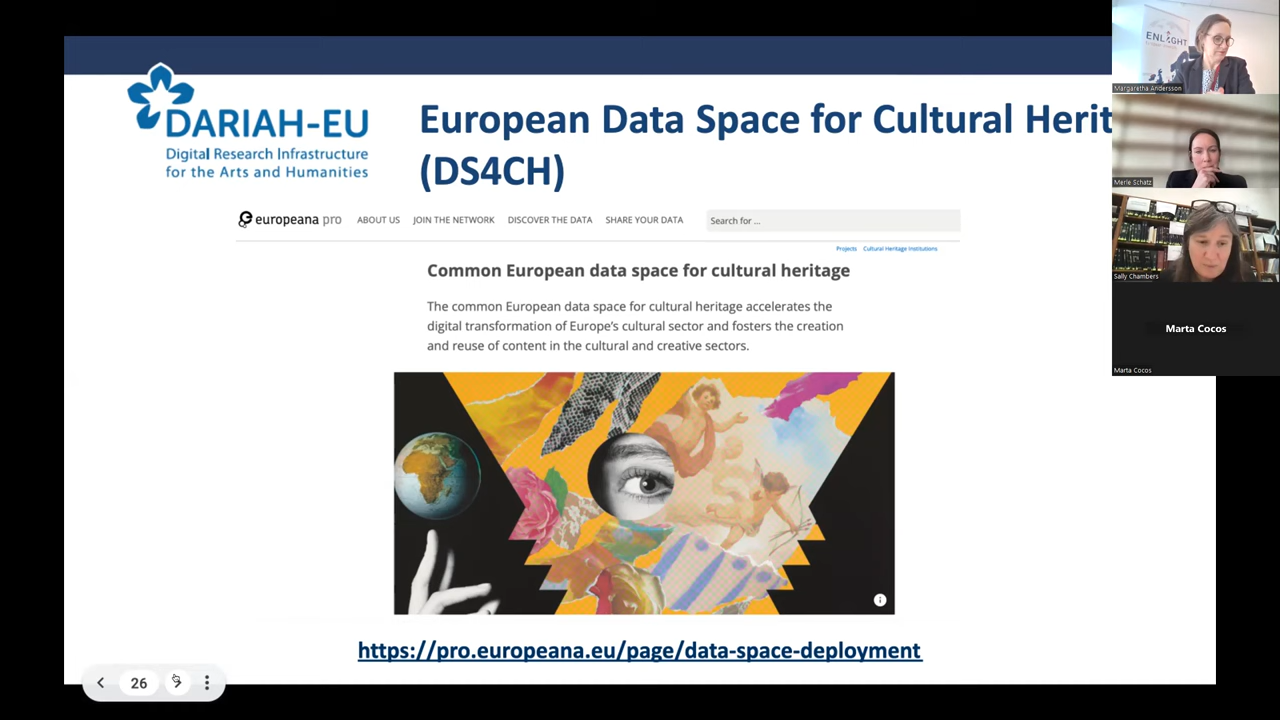 DARIAH-EU
Digital Research Infrastructure
for the Arts and Humanities
European Data Space for Cultural Herit
(DS4CH)
europeana pro ABOUT US JOIN THE NETWORK DISCOVER THE DATA SHARE YOUR DATA Search for ...
Projects Cultural Heritage Institutions
Common European data space for cultural heritage
The common European data space for cultural heritage accelerates the
digital transformation of Europe's cultural sector and fosters the creation
and reuse of content in the cultural and creative sectors.
https://pro.europeana.eu/page/data-space-deployment
26
ENLIGHT
Margaretha Andersson
Merle Schatz
Sally Chambers
Marta Cocos
Marta Cocos